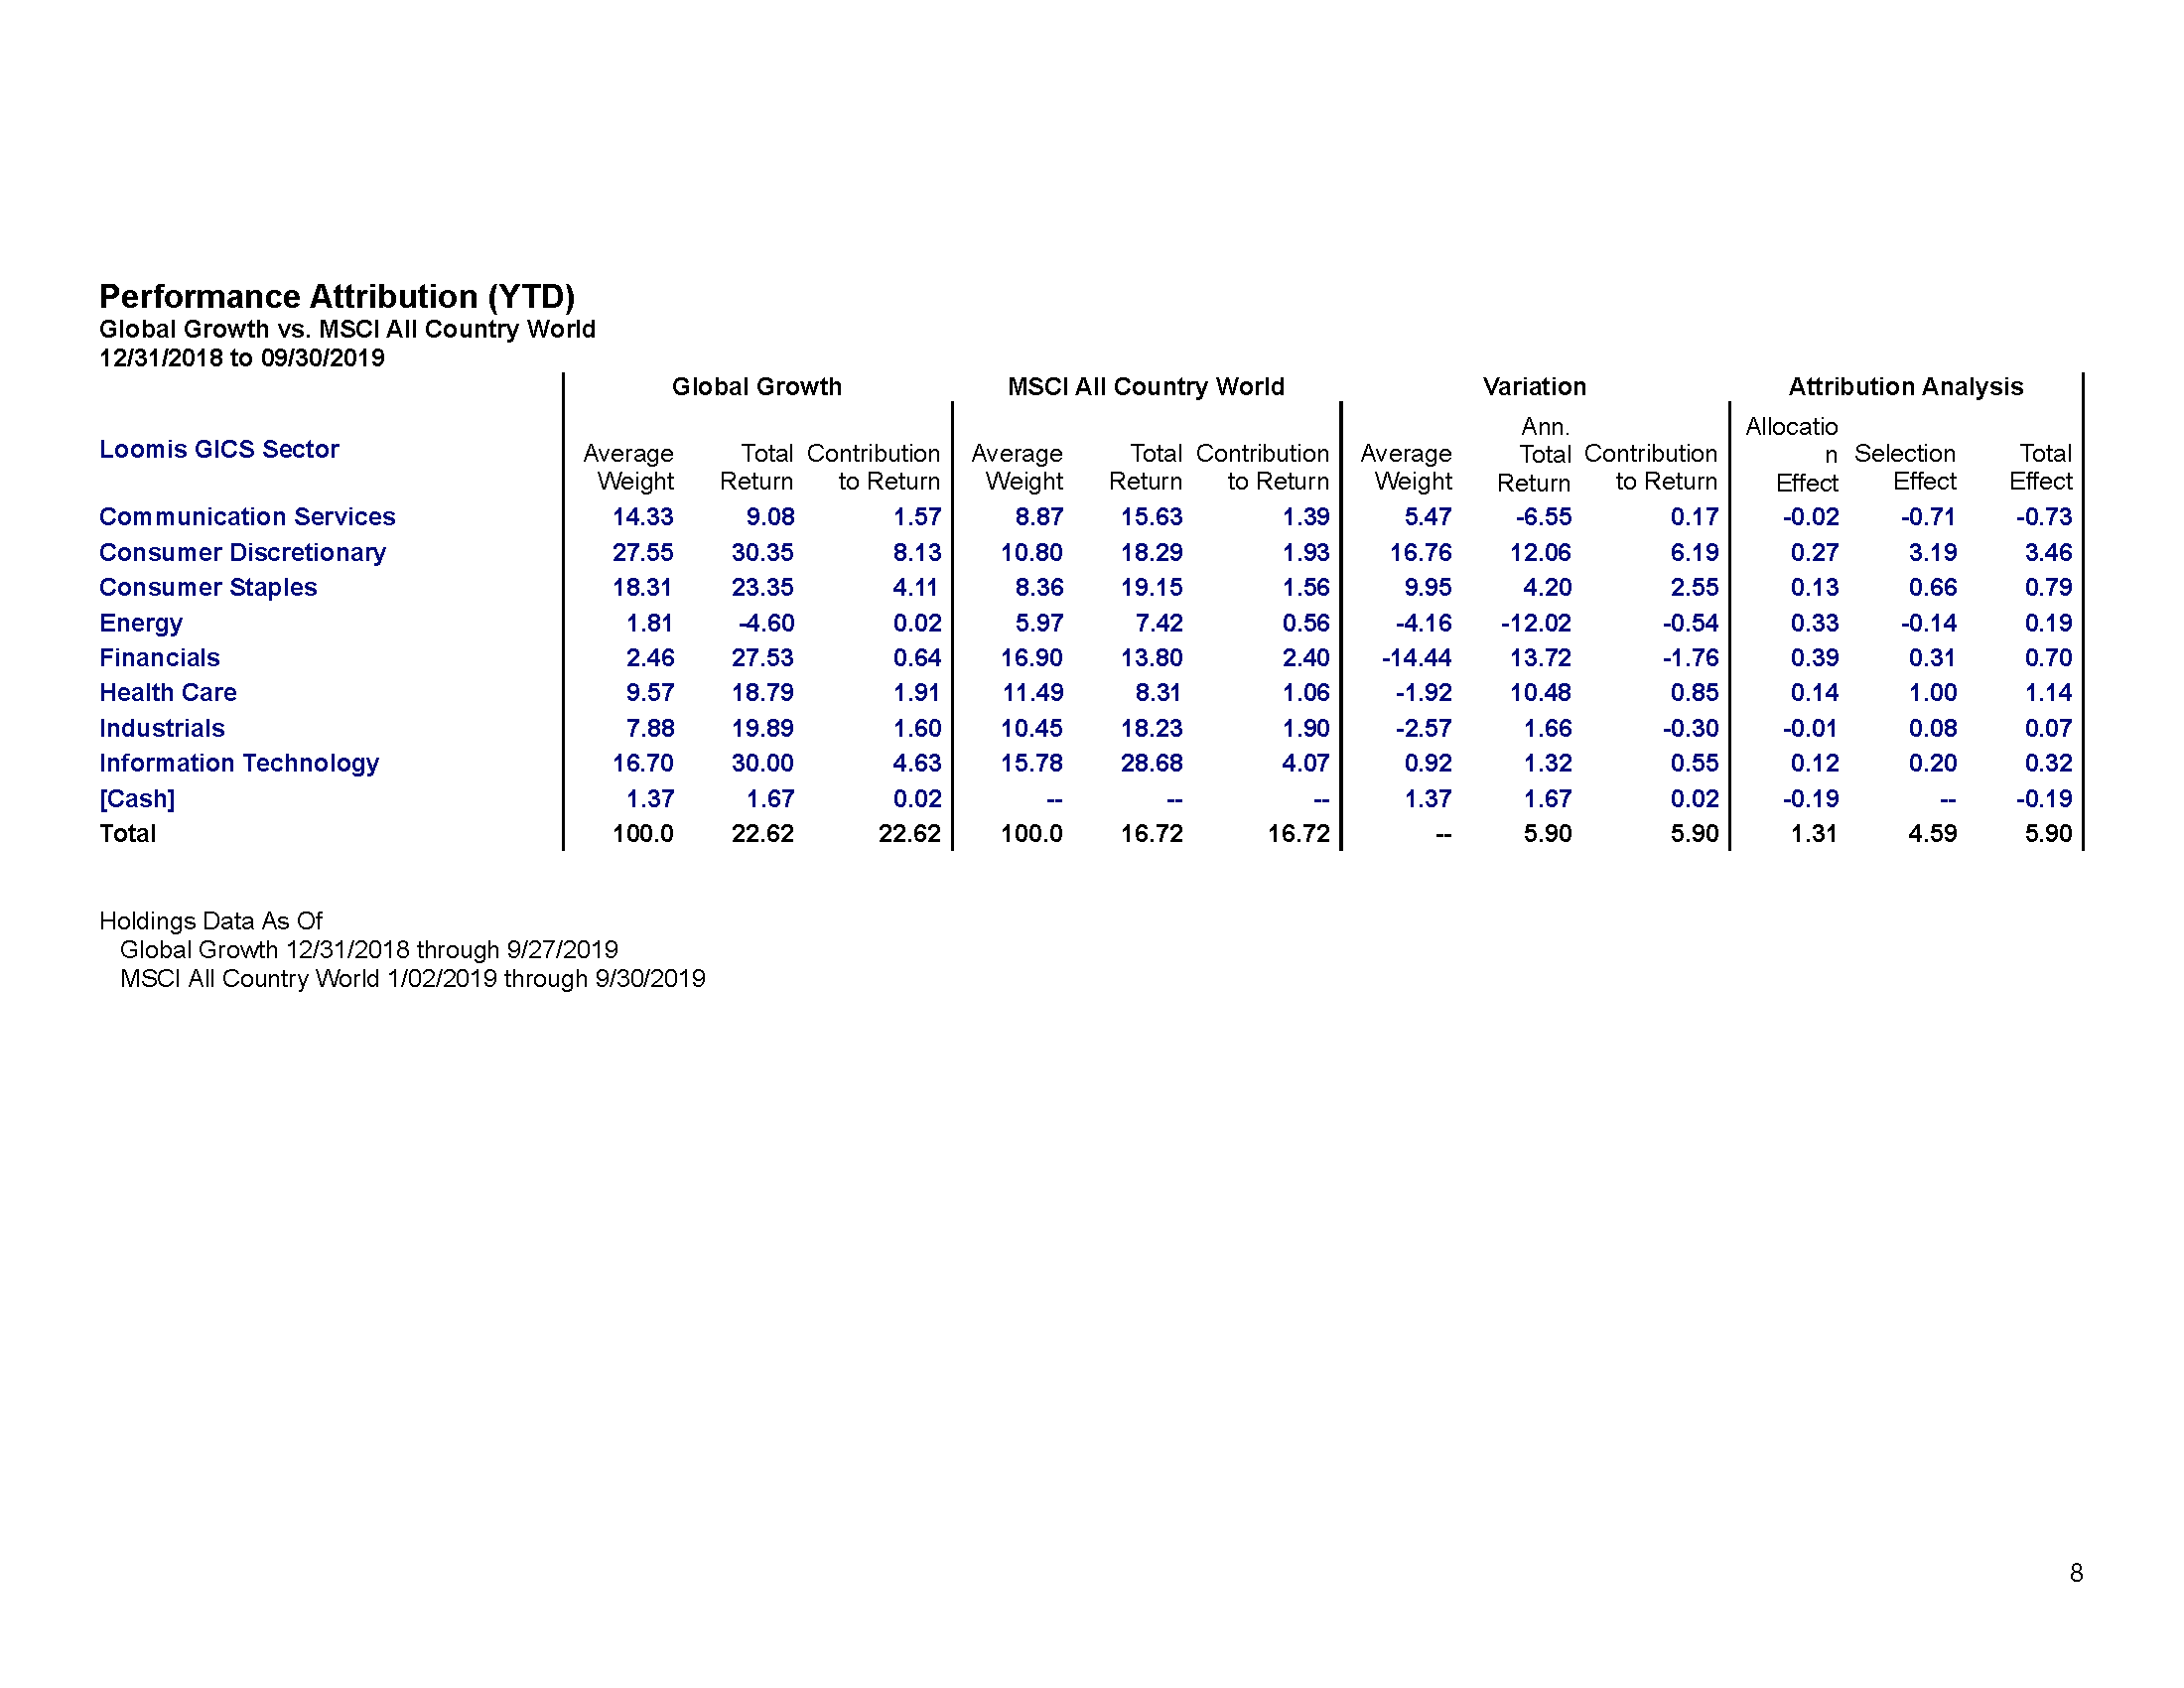 Performance Attribution (YTD)
Global Growth vs. MSCI All Country World
12/31/2018 to 09/30/2019
Global Growth MSCI All Country World Variation Attribution Analysis
Loomis GICS Sector Average Weight Total Return Contribution to Return Average Weight Total Return Contribution to Return Average Weight Ann. Total Return Contribution to Return Allocatio n Effect Selection Effect Total Effect
Communication Services 14.33 9.08 1.57 8.87 15.63 1.39 5.47 -6.55 0.17 -0.02 -0.71 -0.73
Consumer Discretionary 27.55 30.35 8.13 10.80 18.29 1.93 16.76 12.06 6.19 0.27 3.19 3.46
Consumer Staples 18.31 23.35 4.11 8.36 19.15 1.56 9.95 4.20 2.55 0.13 0.66 0.79
Energy 1.81 -4.60 0.02 5.97 7.42 0.56 -4.16 -12.02 -0.54 0.33 -0.14 0.19
Financials 2.46 27.53 0.64 16.90 13.80 2.40 -14.44 13.72 -1.76 0.39 0.31 0.70
Health Care 9.57 18.79 1.91 11.49 8.31 1.06 -1.92 10.48 0.85 0.14 1.00 1.14
Industrials 7.88 19.89 1.60 10.45 18.23 1.90 -2.57 1.66 -0.30 -0.01 0.08 0.07
Information Technology 16.70 30.00 4.63 15.78 28.68 4.07 0.92 1.32 0.55 0.12 0.20 0.32
[Cash] 1.37 1.67 0.02 -- -- -- 1.37 1.67 0.02 -0.19 -- -0.19
Total 100.0 22.62 22.62 100.0 16.72 16.72 -- 5.90 5.90 1.31 4.59 5.90
Holdings Data As Of
Global Growth 12/31/2018 through 9/27/2019
MSCI All Country World 1/02/2019 through 9/30/2019
8